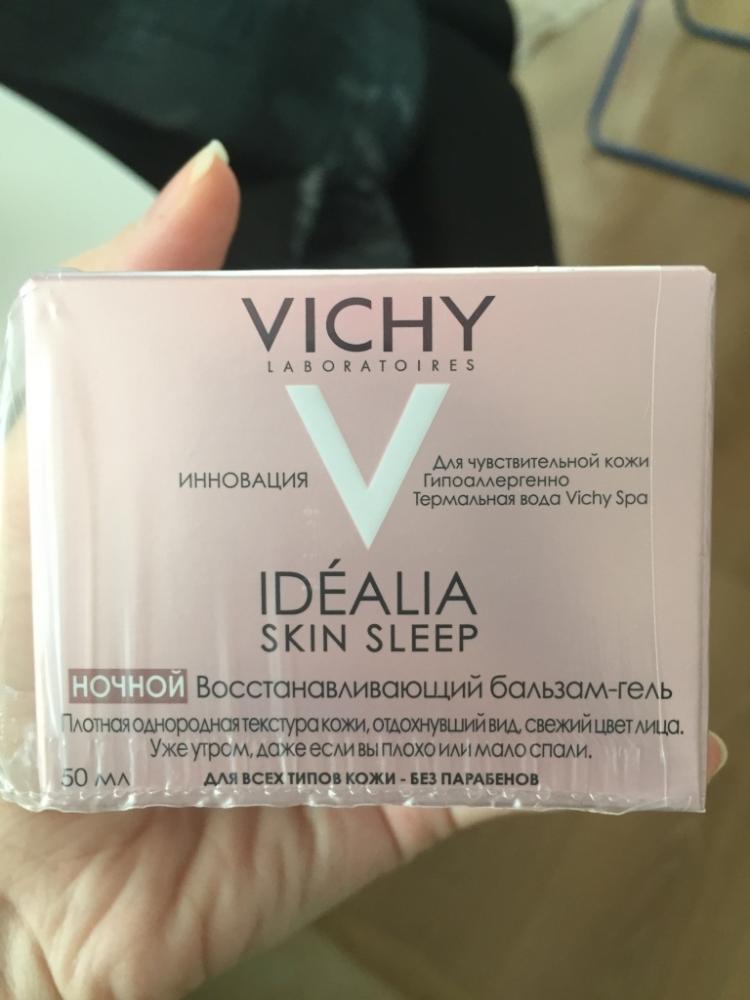 VICHY
LABORATOIRES
V
ИННОВАЦИЯ
Для чувствительной кожи
Гипоаллергенно
Термальная вода Vichy Spa
IDÉALIA
SKIN SLEEP
НОЧНОЙ Восстанавливающий бальзам-гель
Плотная однородная текстура кожи, отдохнувший вид, свежий цвет лица.
Уже утром, даже если вы плохо или мало спали.
50 мл ДЛЯ ВСЕХ ТИПОВ КОЖИ - БЕЗ ПАРАБЕНОВ